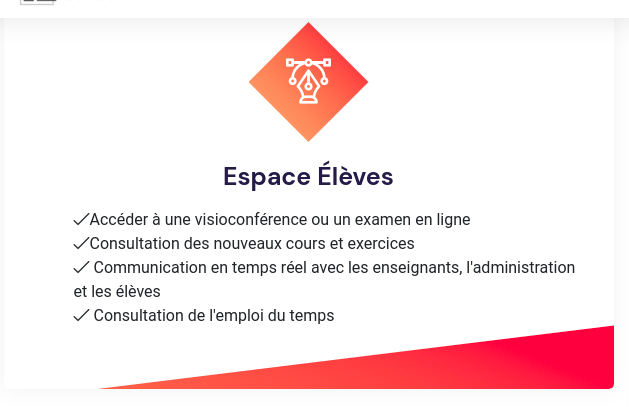 Espace Élèves
✓Accéder à une visioconférence ou un examen en ligne
✓Consultation des nouveaux cours et exercices
✓ Communication en temps réel avec les enseignants, l'administration
et les élèves
✓ Consultation de l'emploi du temps